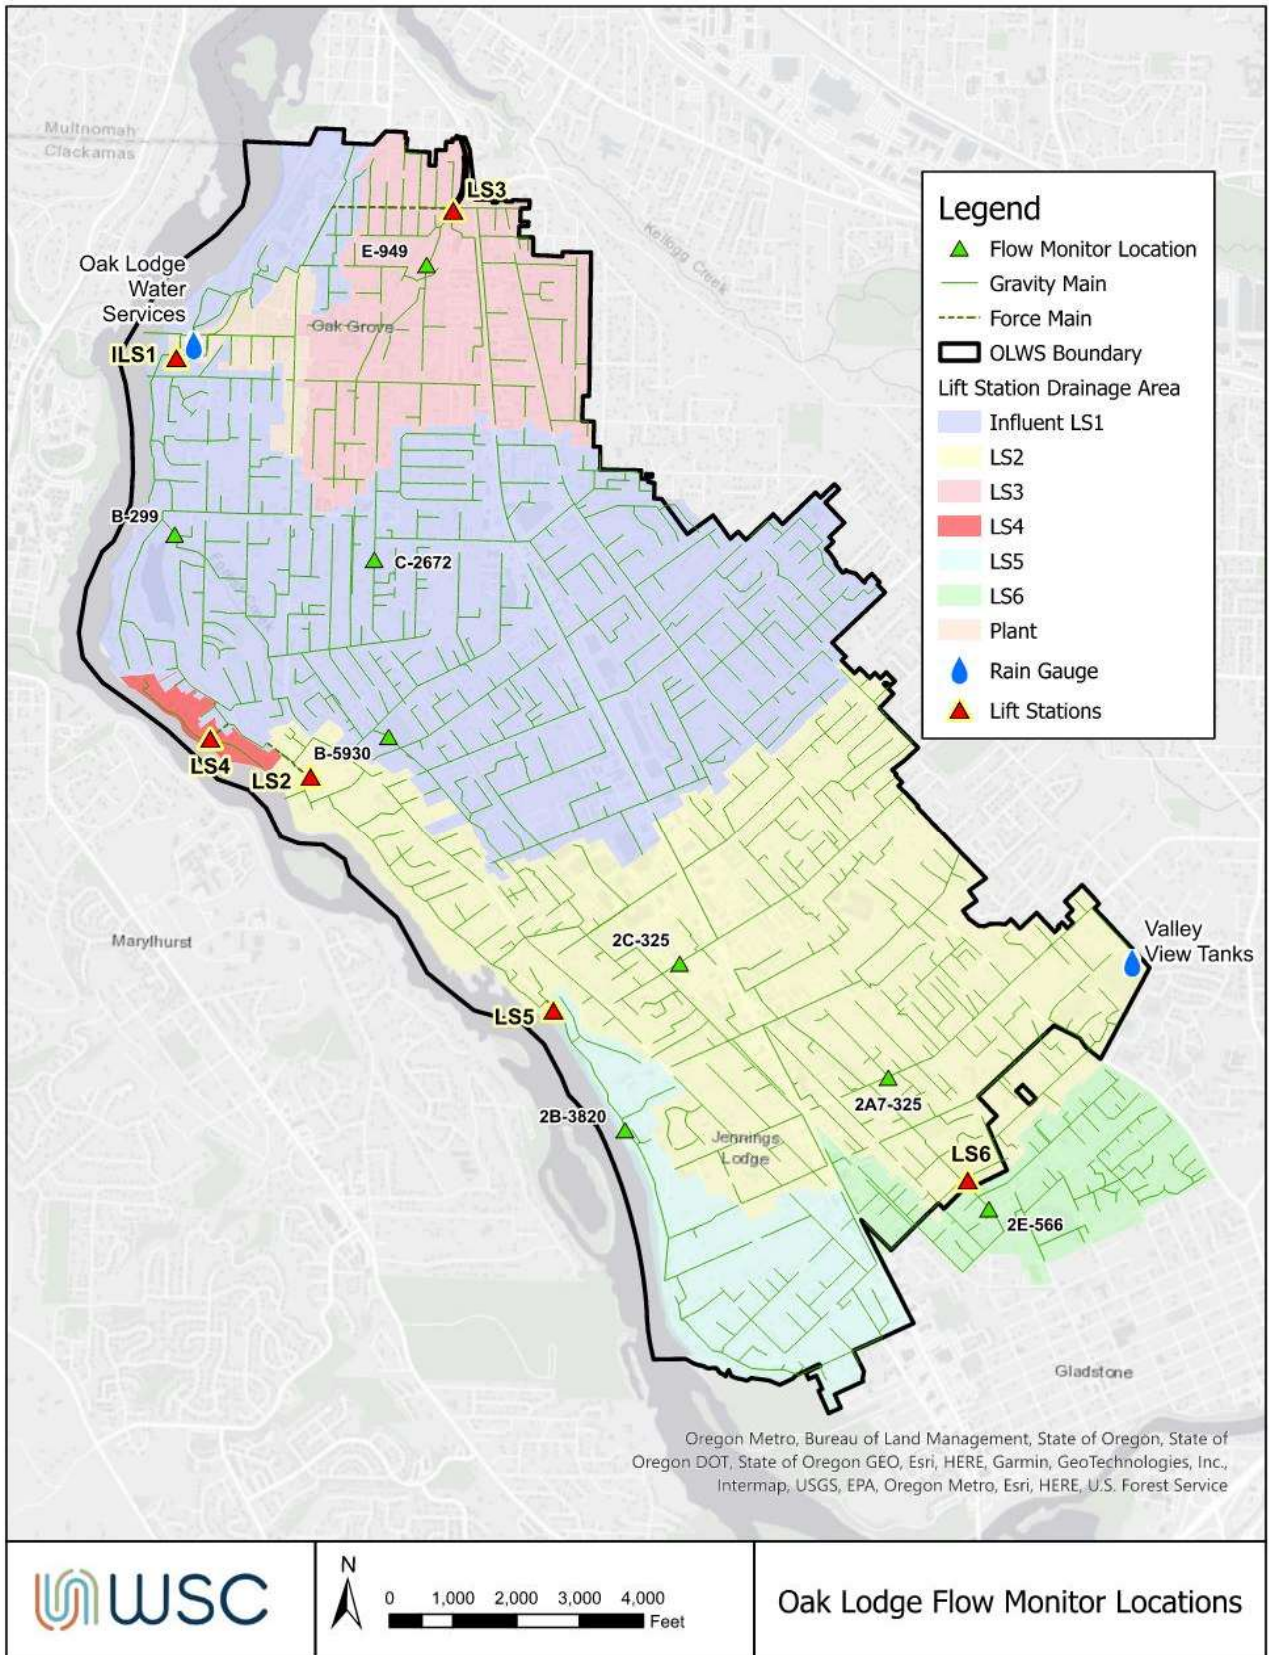 Multnomah
Clackamas
LS3
E-949
Kellogg Creek
Oak Lodge
Water
Services
Oak Grove
ILS1
B-299
C-2672
B-5930
LS4
LS2
Marylhurst
2C-325
Valley
View Tanks
LS5
2A7-325
2B-3820
Jennings
Lodge
LS6
2E-566
Gladstone
Legend
Flow Monitor Location
Gravity Main
Force Main
OLWS Boundary
Lift Station Drainage Area
Influent LS1
LS2
LS3
LS4
LS5
LS6
Plant
Rain Gauge
Lift Stations
Oregon Metro, Bureau of Land Management, State of Oregon, State of
Oregon DOT, State of Oregon GEO, Esri, HERE, Garmin, GeoTechnologies, Inc.,
Intermap, USGS, EPA, Oregon Metro, Esri, HERE, U.S. Forest Service
WSC
N
0 1,000 2,000 3,000 4,000
Feet
Oak Lodge Flow Monitor Locations